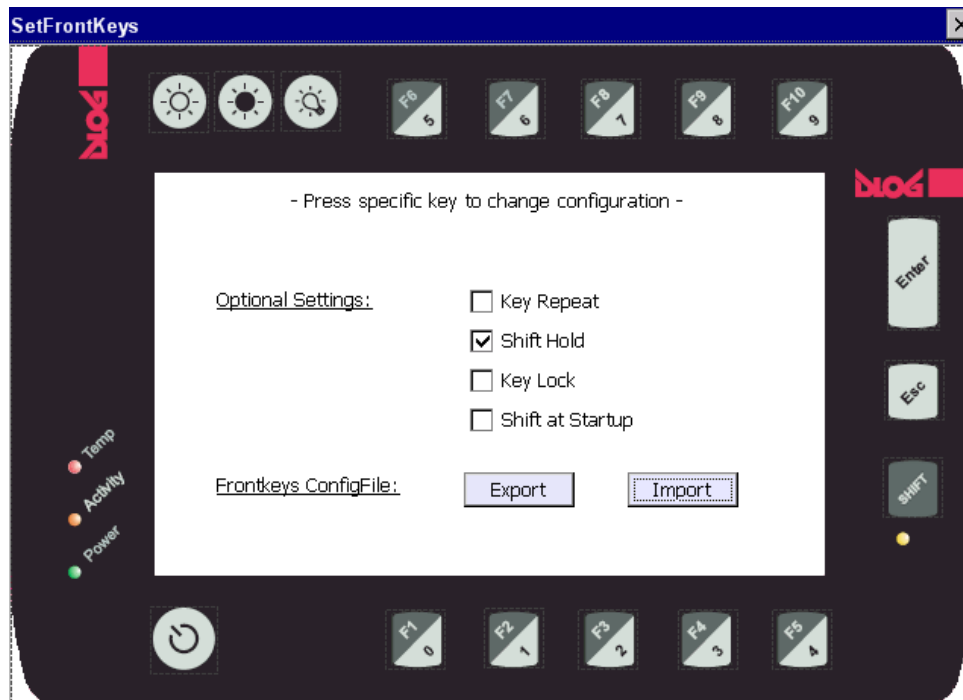 SetFrontKeys
DLOG
F6 5
F7 6
F8 7
F9 8
F10 9
DLOG
- Press specific key to change configuration -
Enter
Optional Settings:
Key Repeat
Shift Hold
Key Lock
Shift at Startup
Esc
Temp
Activity
Power
Frontkeys ConfigFile:
Export
Import
SHIFT
F1 0
F2 1
F3 2
F4 3
F5 4